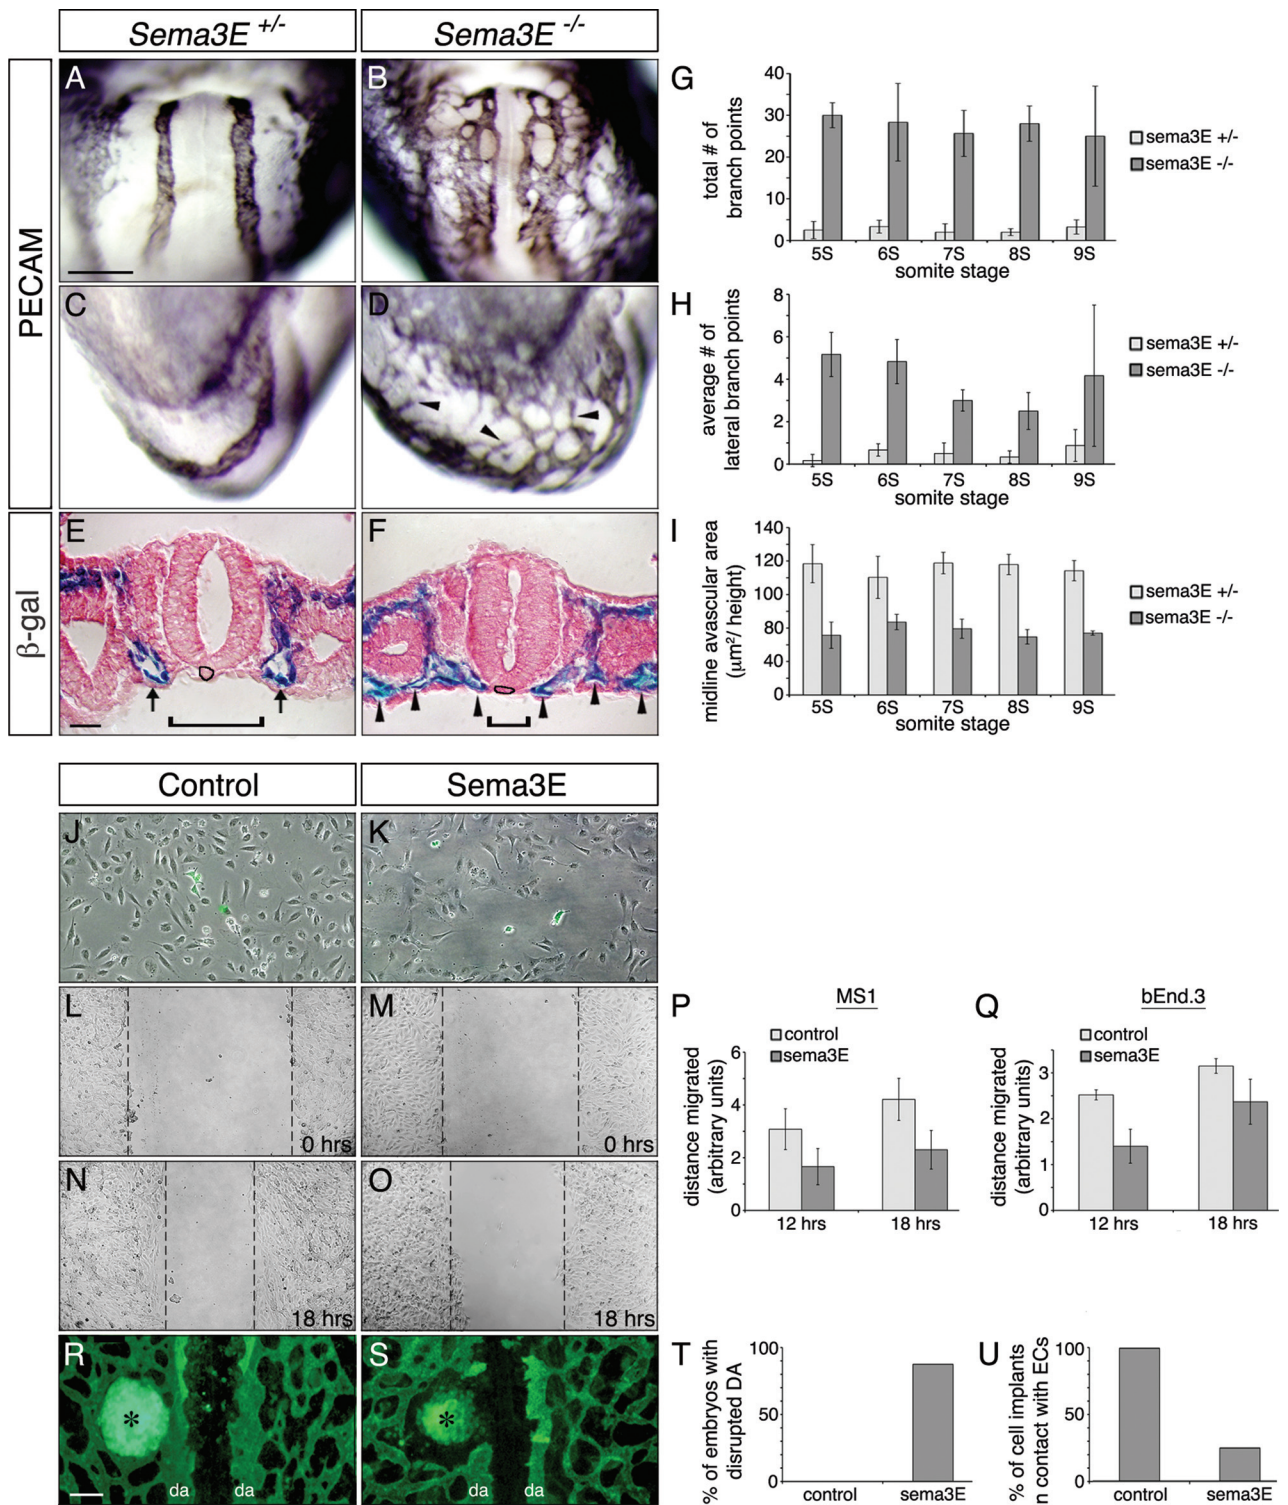 Sema3E +/-
Sema3E -/-
PECAM
A
B
C
D
β-gal
E
F
G
total # of
branch points
40
30
20
10
0
5S
6S
7S
8S
9S
somite stage
sema3E +/-
sema3E -/-
H
average # of
lateral branch points
8
6
4
2
0
5S
6S
7S
8S
9S
somite stage
sema3E +/-
sema3E -/-
I
midline avascular area
(μm²/ height)
140
120
100
80
60
40
0
5S
6S
7S
8S
9S
somite stage
sema3E +/-
sema3E -/-
Control
Sema3E
J
K
L
0 hrs
M
0 hrs
N
18 hrs
O
18 hrs
P
MS1
control
sema3E
distance migrated
(arbitrary units)
6
4
2
0
12 hrs
18 hrs
Q
bEnd.3
control
sema3E
distance migrated
(arbitrary units)
3
2
1
0
12 hrs
18 hrs
R
*
da
da
S
*
da
da
T
% of embryos with
disrupted DA
100
50
0
control
sema3E
U
% of cell implants
n contact with ECs
100
50
0
control
sema3E